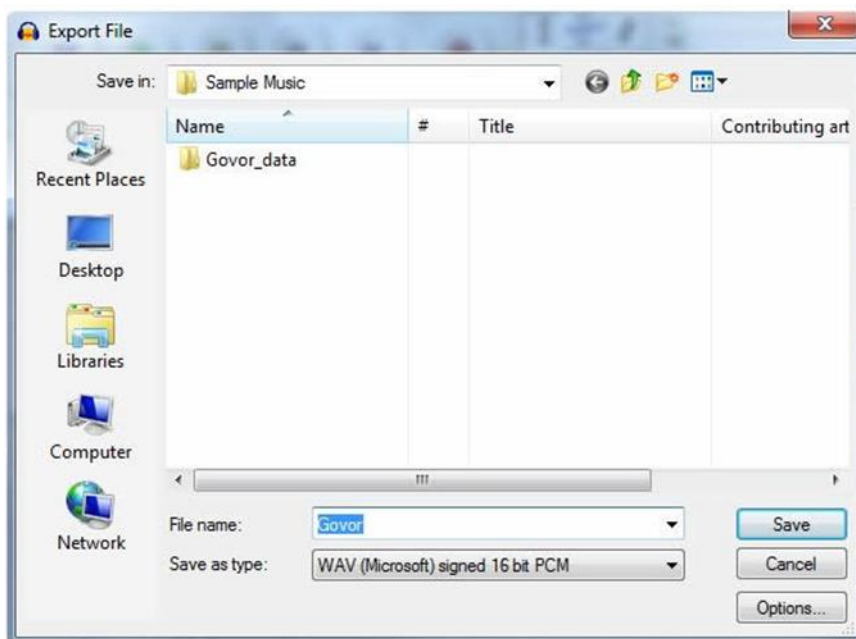 Export File
Save in: Sample Music
Name # Title Contributing art
Govor_data
Recent Places
Desktop
Libraries
Computer
Network
File name: Govor Save
Save as type: WAV (Microsoft) signed 16 bit PCM Cancel
Options...